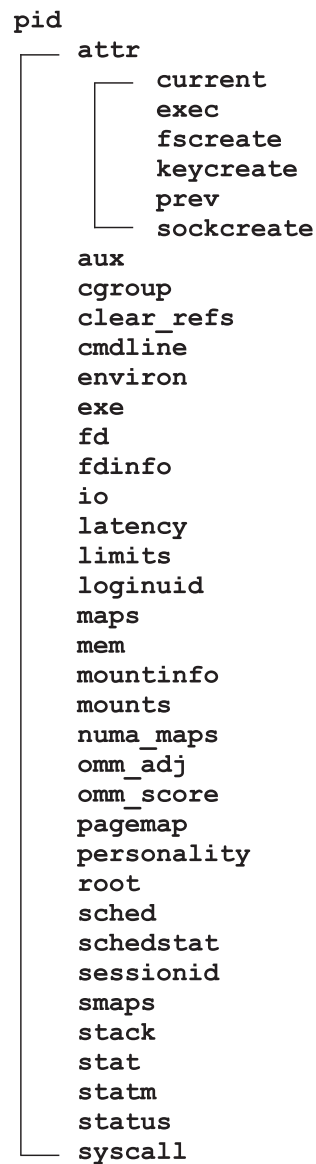 pid
attr
current
exec
fscreate
keycreate
prev
sockcreate
aux
cgroup
clear_refs
cmdline
environ
exe
fd
fdinfo
io
latency
limits
loginuid
maps
mem
mountinfo
mounts
numa_maps
omm_adj
omm_score
pagemap
personality
root
sched
schedstat
sessionid
smaps
stack
stat
statm
status
syscall